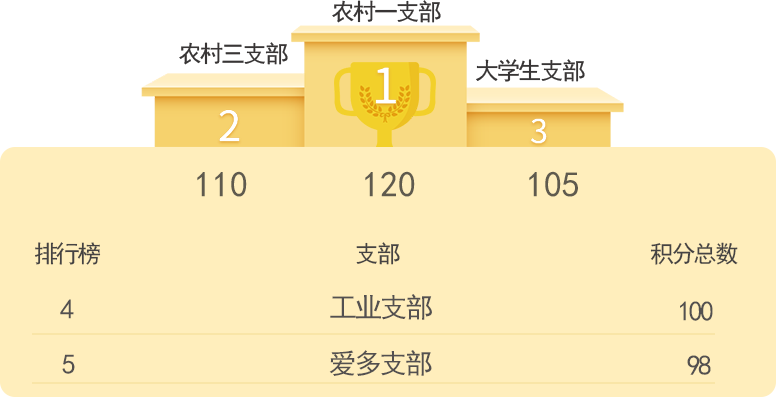 农村一支部
农村三支部
大学生支部
1
2
3
110 120 105
排行榜 支部 积分总数
4 工业支部 100
5 爱多支部 98